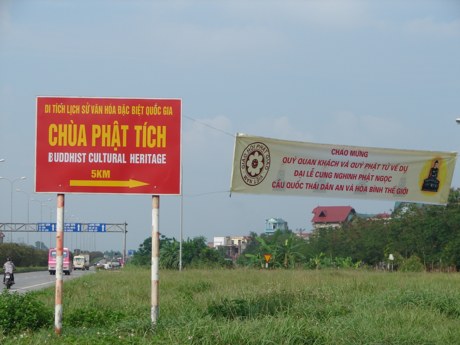 DI TÍCH LỊCH SỬ VĂN HÓA ĐẶC BIỆT QUỐC GIA
CHÙA PHẬT TÍCH
BUDDHIST CULTURAL HERITAGE
5KM
CHÀO MỪNG
QUÝ QUAN KHÁCH VÀ QUÝ PHẬT TỬ VỀ DỰ
ĐẠI LỄ CUNG NGHINH PHẬT NGỌC
CẦU QUỐC THÁI DÂN AN VÀ HÒA BÌNH THẾ GIỚI